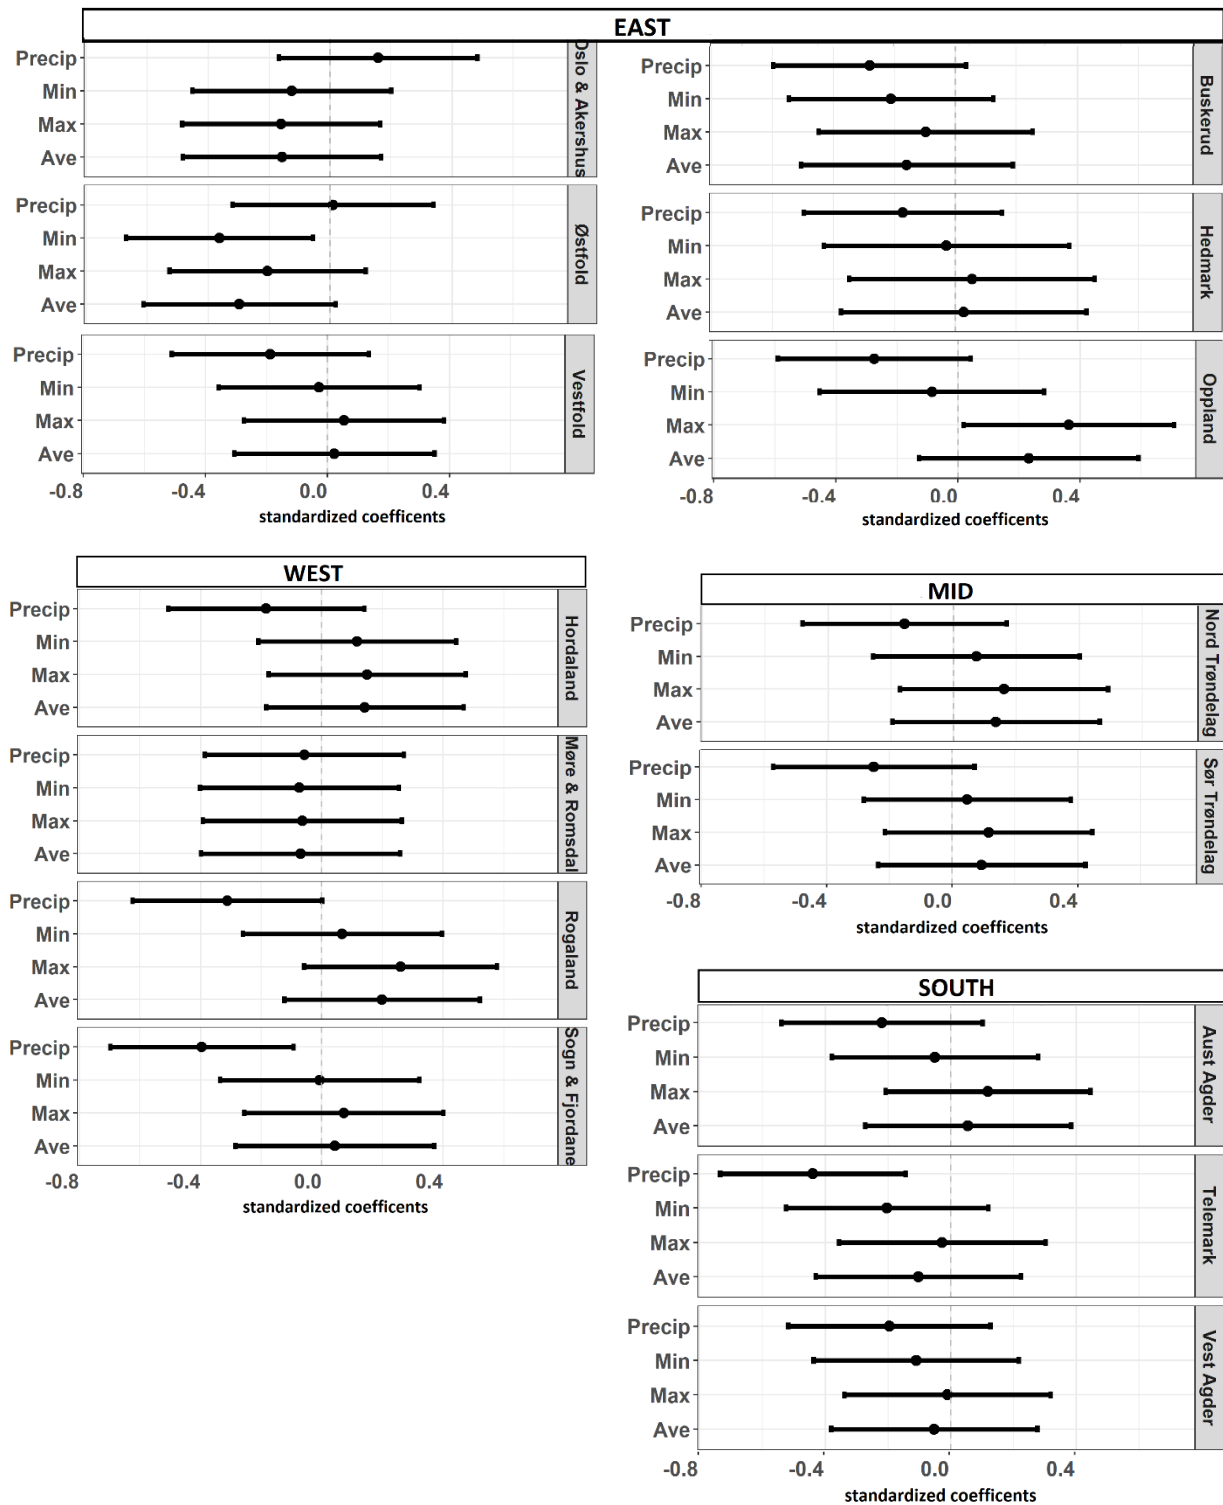 EAST
Precip
Min
Max
Ave
Oslo & Akershus
Precip
Min
Max
Ave
Østfold
Precip
Min
Max
Ave
Vestfold
-0.8 -0.4 0.0 0.4
standardized coefficents
Precip
Min
Max
Ave
Buskerud
Precip
Min
Max
Ave
Hedmark
Precip
Min
Max
Ave
Oppland
-0.8 -0.4 0.0 0.4
standardized coefficents
WEST
Precip
Min
Max
Ave
Hordaland
Precip
Min
Max
Ave
Møre & Romsdal
Precip
Min
Max
Ave
Rogaland
Precip
Min
Max
Ave
Sogn & Fjordane
-0.8 -0.4 0.0 0.4
standardized coefficents
MID
Precip
Min
Max
Ave
Nord Trøndelag
Precip
Min
Max
Ave
Sør Trøndelag
-0.8 -0.4 0.0 0.4
standardized coefficents
SOUTH
Precip
Min
Max
Ave
Aust Agder
Precip
Min
Max
Ave
Telemark
Precip
Min
Max
Ave
Vest Agder
-0.8 -0.4 0.0 0.4
standardized coefficents